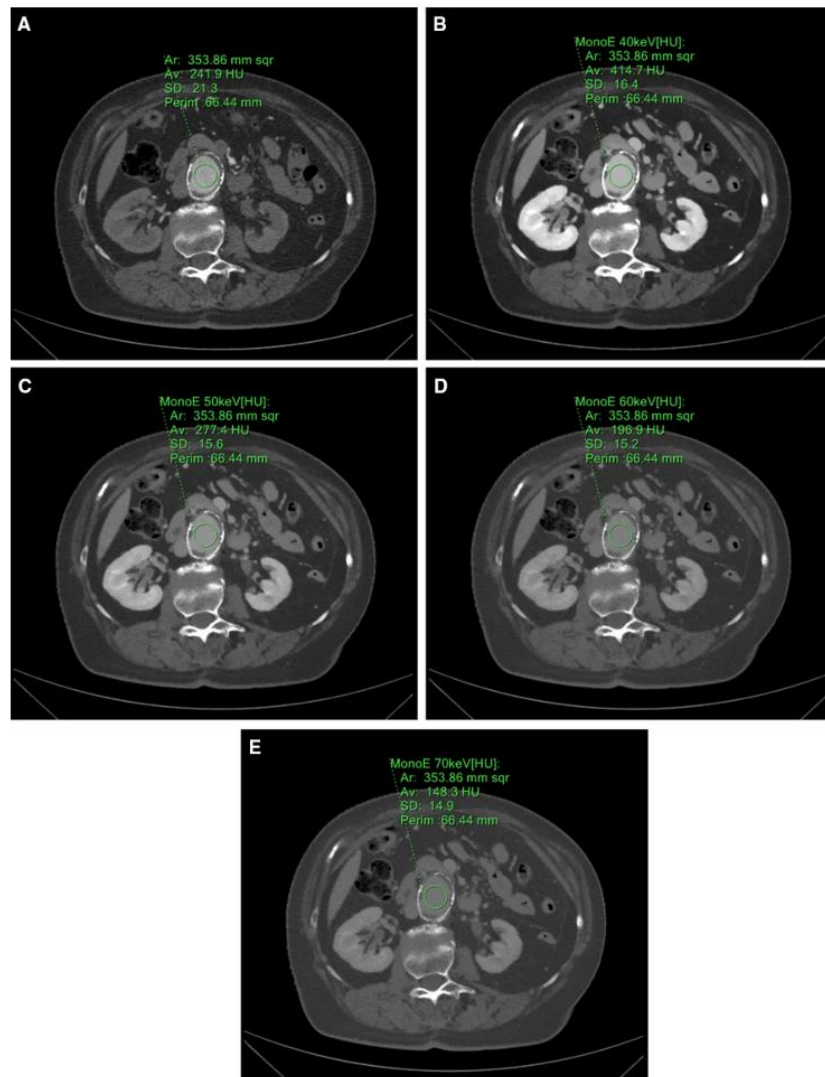 A
Ar: 353.86 mm sqr
Av: 241.9 HU
SD: 21.3
Perim :66.44 mm
B
MonoE 40keV[HU]:
Ar: 353.86 mm sqr
Av: 414.7 HU
SD: 16.4
Perim :66.44 mm
C
MonoE 50keV[HU]:
Ar: 353.86 mm sqr
Av: 277.4 HU
SD: 15.6
Perim :66.44 mm
D
MonoE 60keV[HU]:
Ar: 353.86 mm sqr
Av: 196.9 HU
SD: 15.2
Perim :66.44 mm
E
MonoE 70keV[HU]:
Ar: 353.86 mm sqr
Av: 148.3 HU
SD: 14.9
Perim :66.44 mm